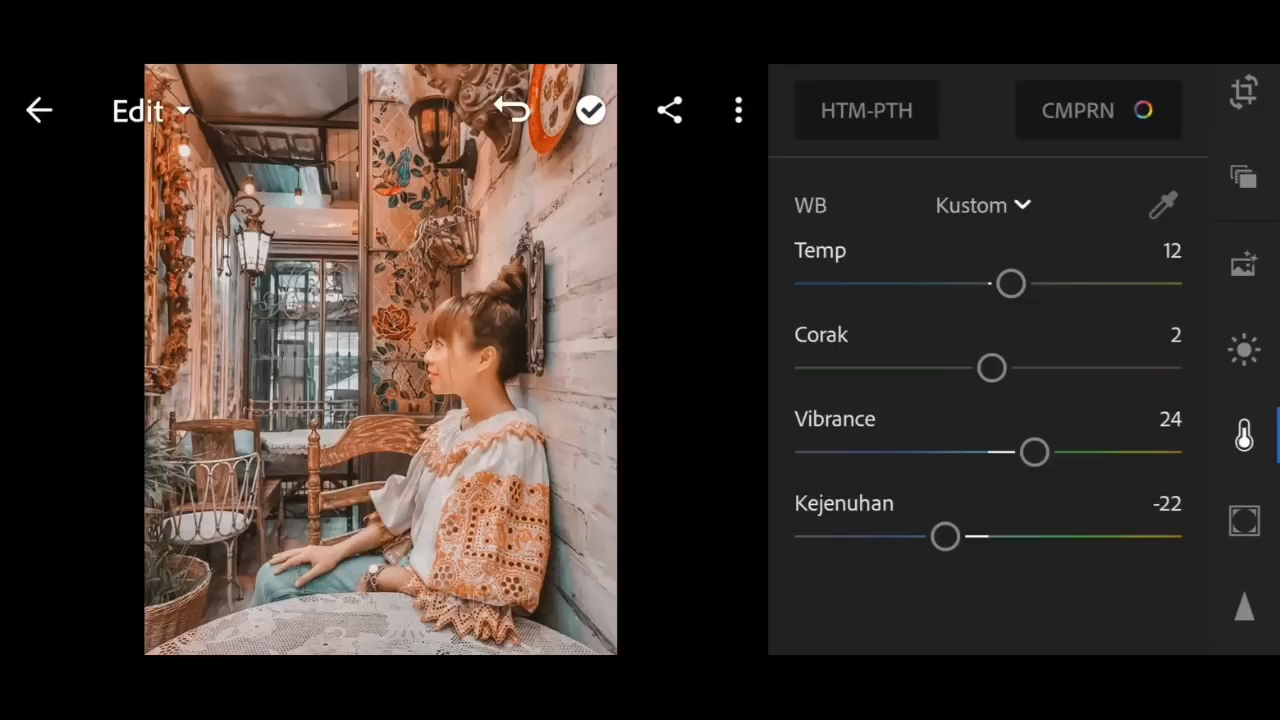 Edit
HTM-PTH
CMPRN
WB
Kustom
Temp
12
Corak
2
Vibrance
24
Kejenuhan
-22